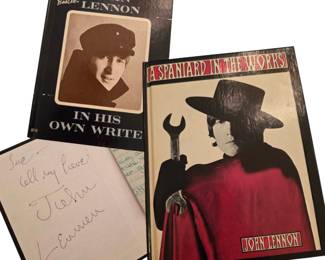 LENNON
IN HIS
OWN WRITE
A SPANIARD IN THE WORKS
JOHN LENNON
Sue
all my love
John
Lennon